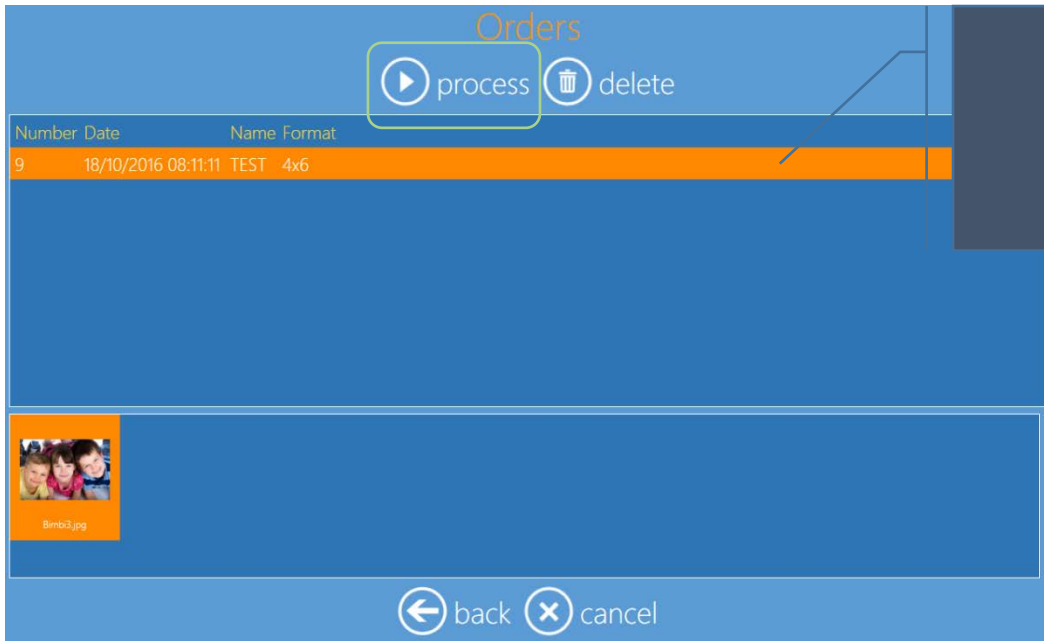 Orders
process delete
Number Date Name Format
9 18/10/2016 08:11:11 TEST 4x6
Bimbi3.jpg
back cancel